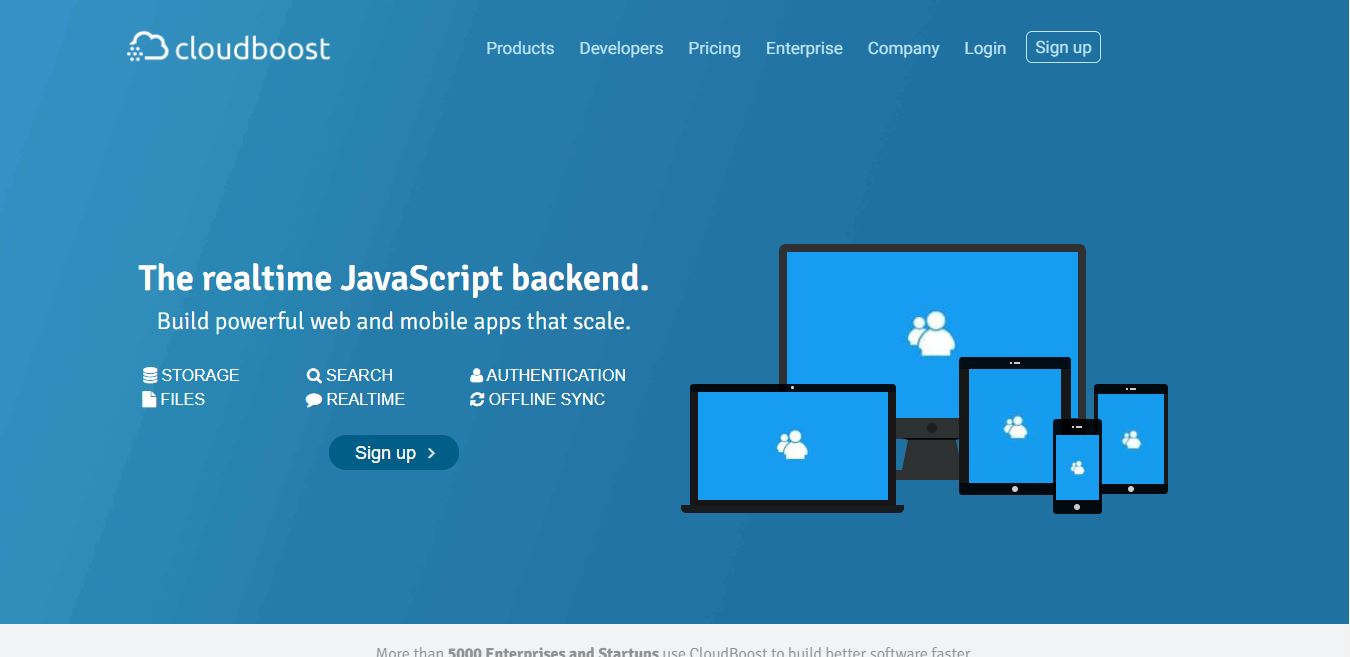 cloudboost
Products Developers Pricing Enterprise Company Login Sign up
The realtime JavaScript backend.
Build powerful web and mobile apps that scale.
STORAGE SEARCH AUTHENTICATION
FILES REALTIME OFFLINE SYNC
Sign up
More than 5000 Enterprises and Startups use CloudBoost to build better software faster